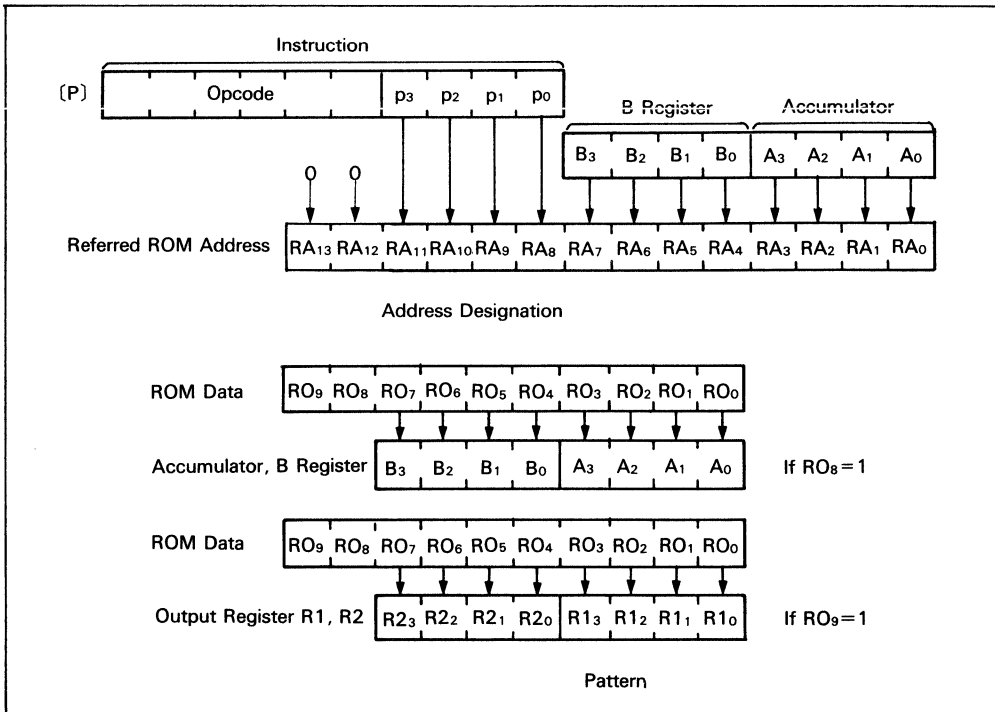 Instruction
[P] Opcode p₃ p₂ p₁ p₀
B Register Accumulator
B₃ B₂ B₁ B₀ A₃ A₂ A₁ A₀
0 0
Referred ROM Address RA₁₃ RA₁₂ RA₁₁ RA₁₀ RA₉ RA₈ RA₇ RA₆ RA₅ RA₄ RA₃ RA₂ RA₁ RA₀
Address Designation
ROM Data RO₉ RO₈ RO₇ RO₆ RO₅ RO₄ RO₃ RO₂ RO₁ RO₀
Accumulator, B Register B₃ B₂ B₁ B₀ A₃ A₂ A₁ A₀ If RO₈=1
ROM Data RO₉ RO₈ RO₇ RO₆ RO₅ RO₄ RO₃ RO₂ RO₁ RO₀
Output Register R1, R2 R2₃ R2₂ R2₁ R2₀ R1₃ R1₂ R1₁ R1₀ If RO₉=1
Pattern